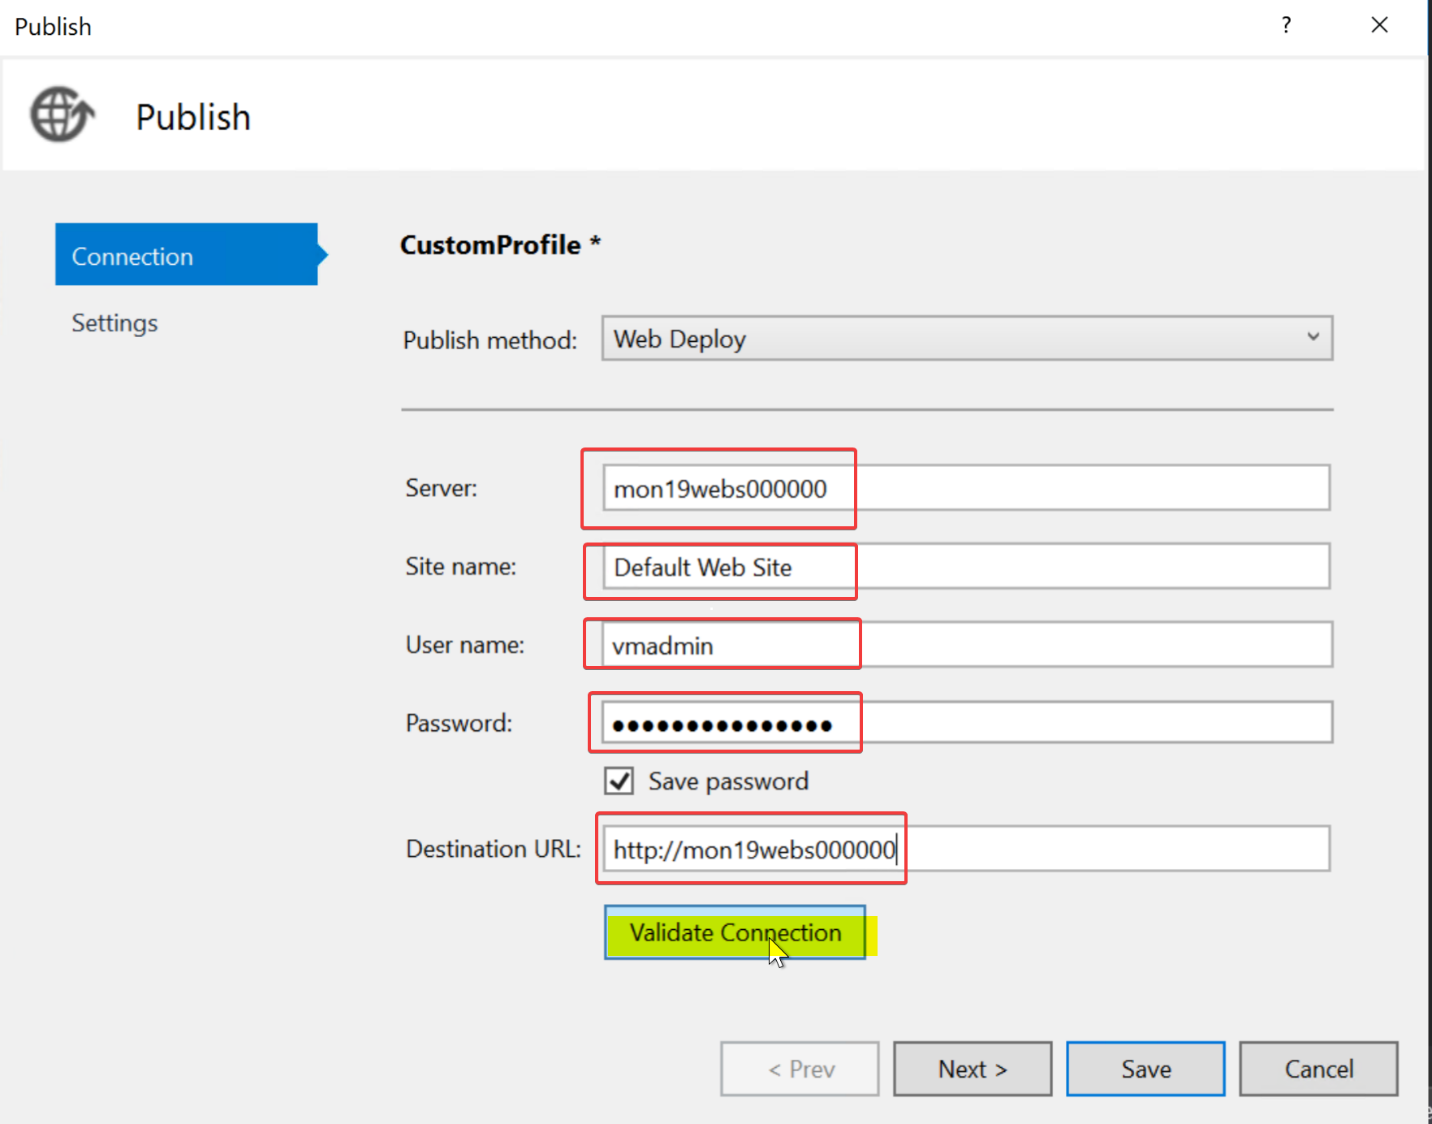 Publish
?
Publish
Connection
Settings
CustomProfile *
Publish method: Web Deploy
Server: mon19webs000000
Site name: Default Web Site
User name: vmadmin
Password: ●●●●●●●●●●●●●●●
Save password
Destination URL: http://mon19webs000000
Validate Connection
< Prev
Next >
Save
Cancel